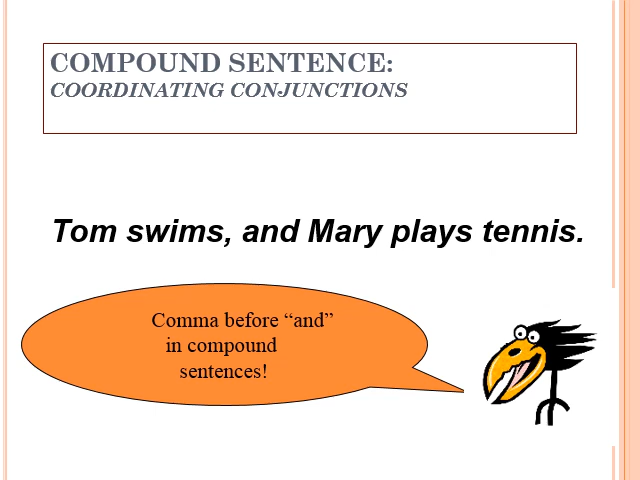 COMPOUND SENTENCE:
COORDINATING CONJUNCTIONS
Tom swims, and Mary plays tennis.
Comma before “and”
in compound
sentences!